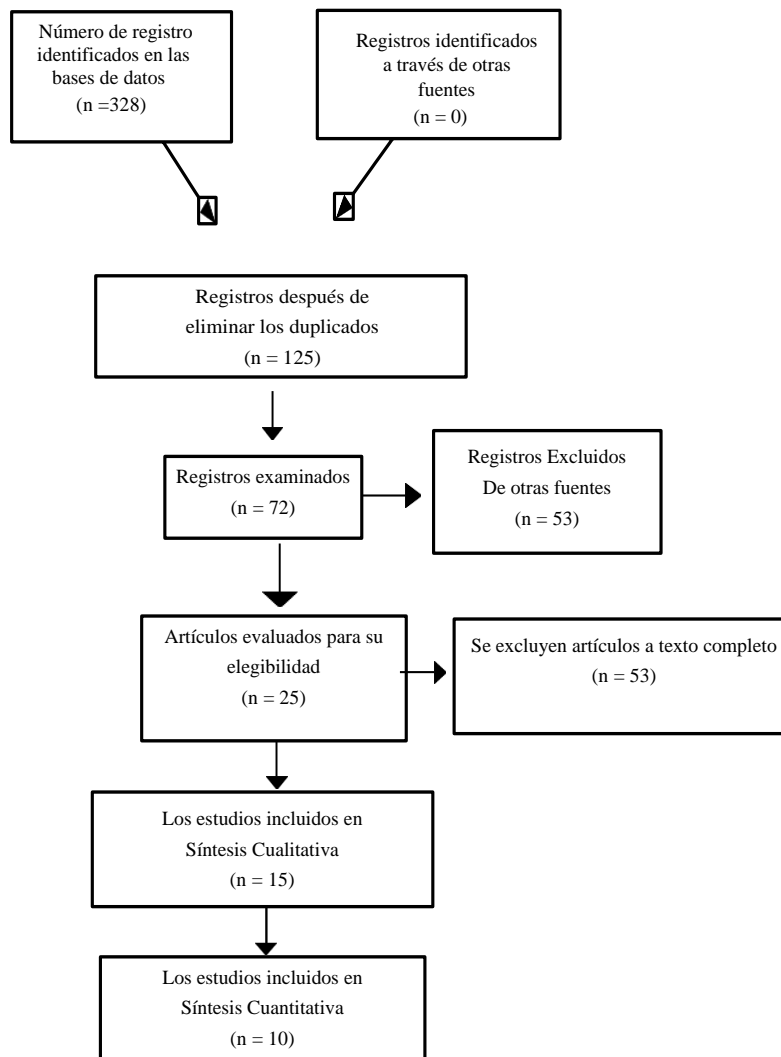 Número de registro
identificados en las
bases de datos
(n =328)
Registros identificados
a través de otras
fuentes
(n = 0)
Registros después de
eliminar los duplicados
(n = 125)
Registros examinados
(n = 72)
Registros Excluidos
De otras fuentes
(n = 53)
Artículos evaluados para su
elegibilidad
(n = 25)
Se excluyen artículos a texto completo
(n = 53)
Los estudios incluidos en
Síntesis Cualitativa
(n = 15)
Los estudios incluidos en
Síntesis Cuantitativa
(n = 10)